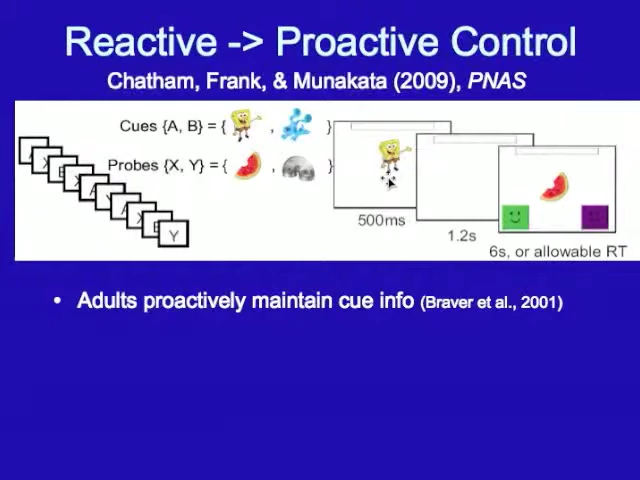 Reactive -> Proactive Control
Chatham, Frank, & Munakata (2009), PNAS
Cues {A, B} = { , }
Probes {X, Y} = { , }
Y
500ms
1.2s
6s, or allowable RT
• Adults proactively maintain cue info (Braver et al., 2001)